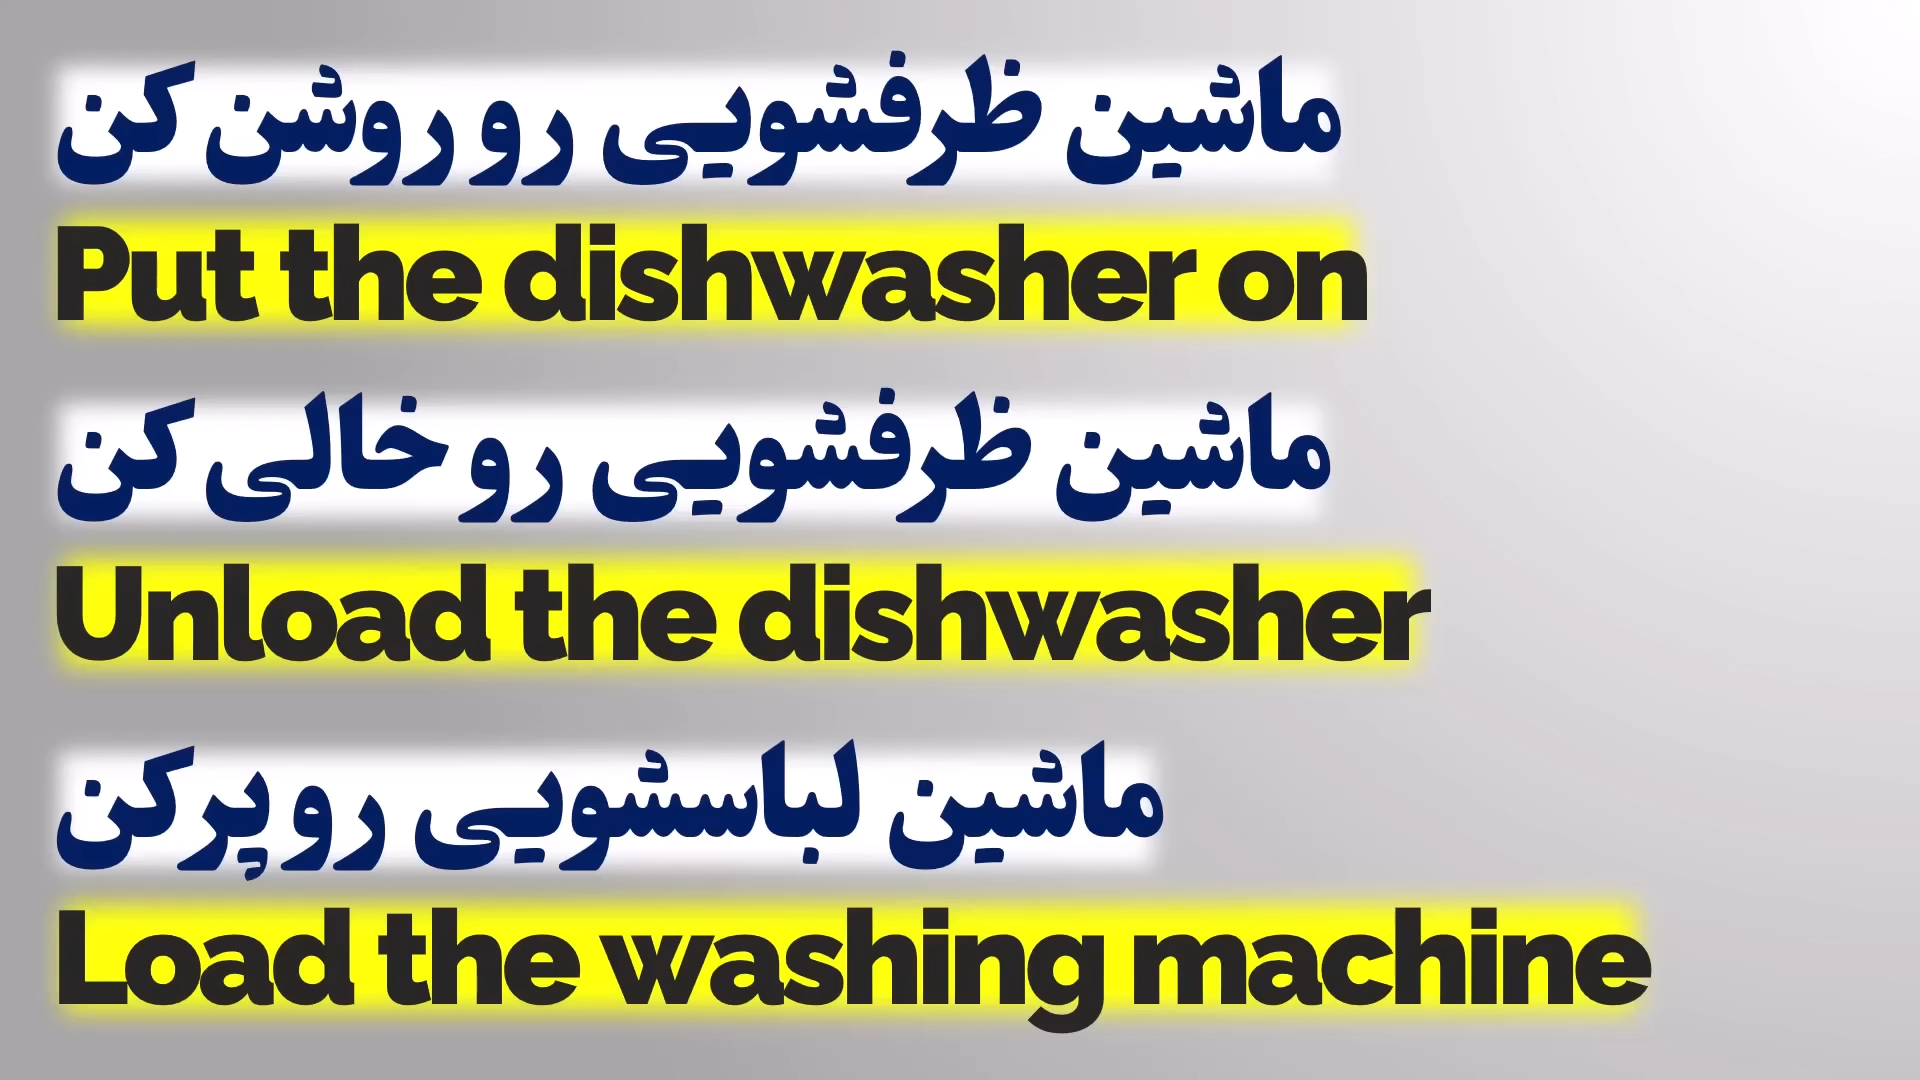 ماشین ظرفشویی رو روشن کن
Put the dishwasher on
ماشین ظرفشویی رو خالی کن
Unload the dishwasher
ماشین لباسشویی رو پر کن
Load the washing machine